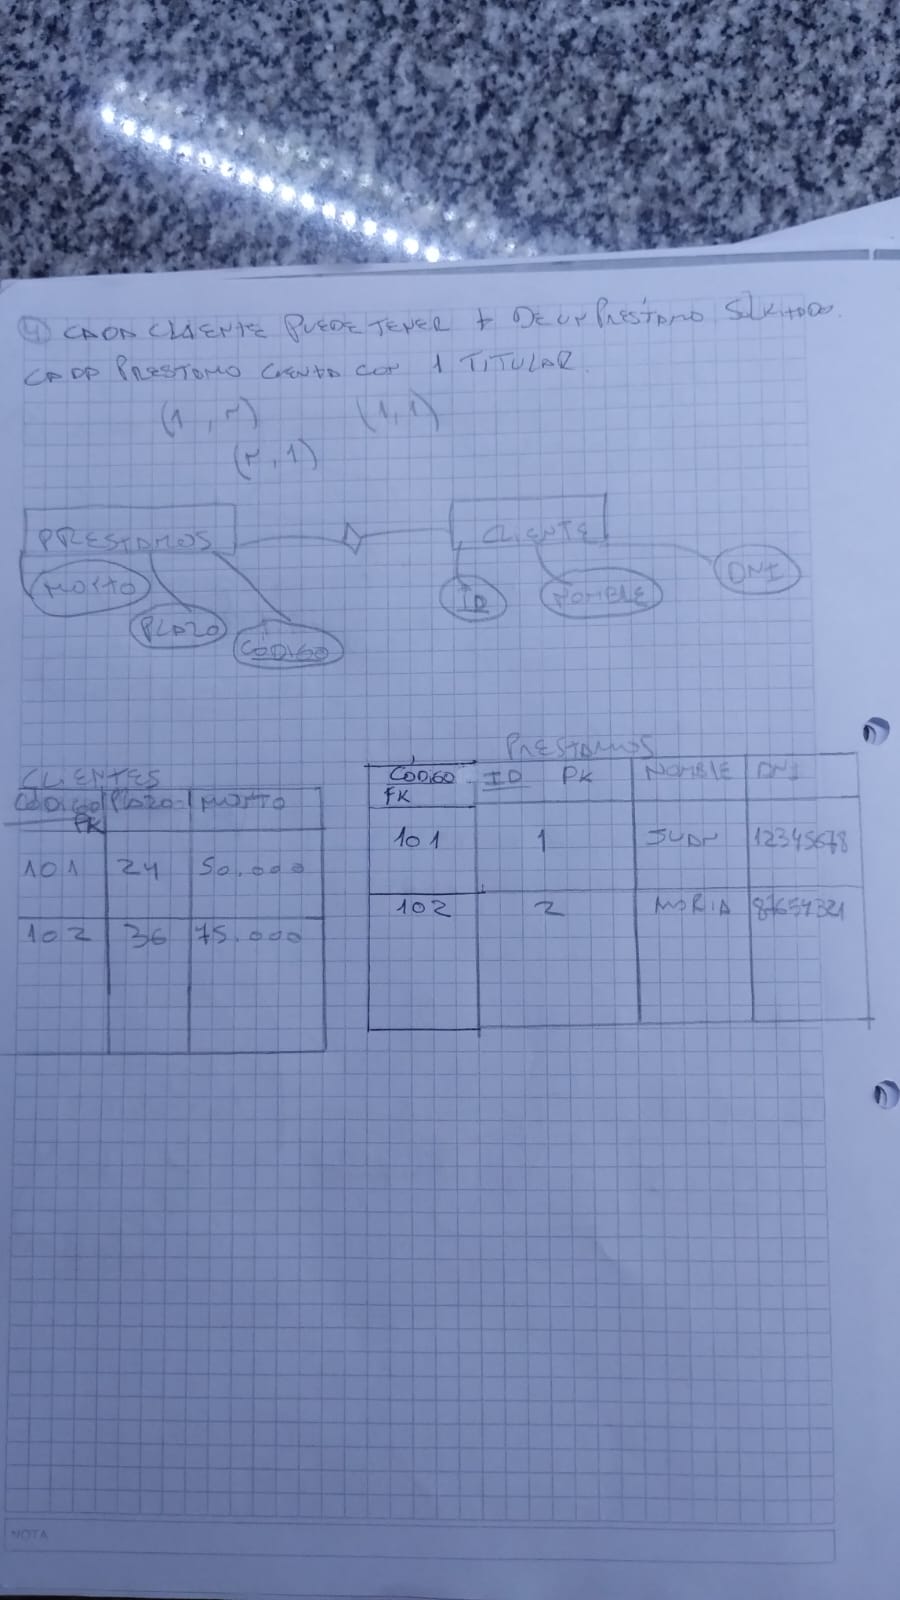 4) CADA CLIENTE PUEDE TENER + DE UN PRÉSTAMO SOLICITADO.
CADA PRESTAMO CUENTA CON 1 TITULAR.
(1, n) (1,1)
(n, 1)
PRESTAMOS CLIENTE
MONTO ID NOMBRE DNI
PLAZO
CÓDIGO
PRESTAMOS
CLIENTES
CODIGO FK ID PK NOMBRE DNI
CODIGO PK PLAZO MONTO
101 1 JUAN 12345678
101 24 50.000
102 2 MARIA 87654321
102 36 75.000
NOTA